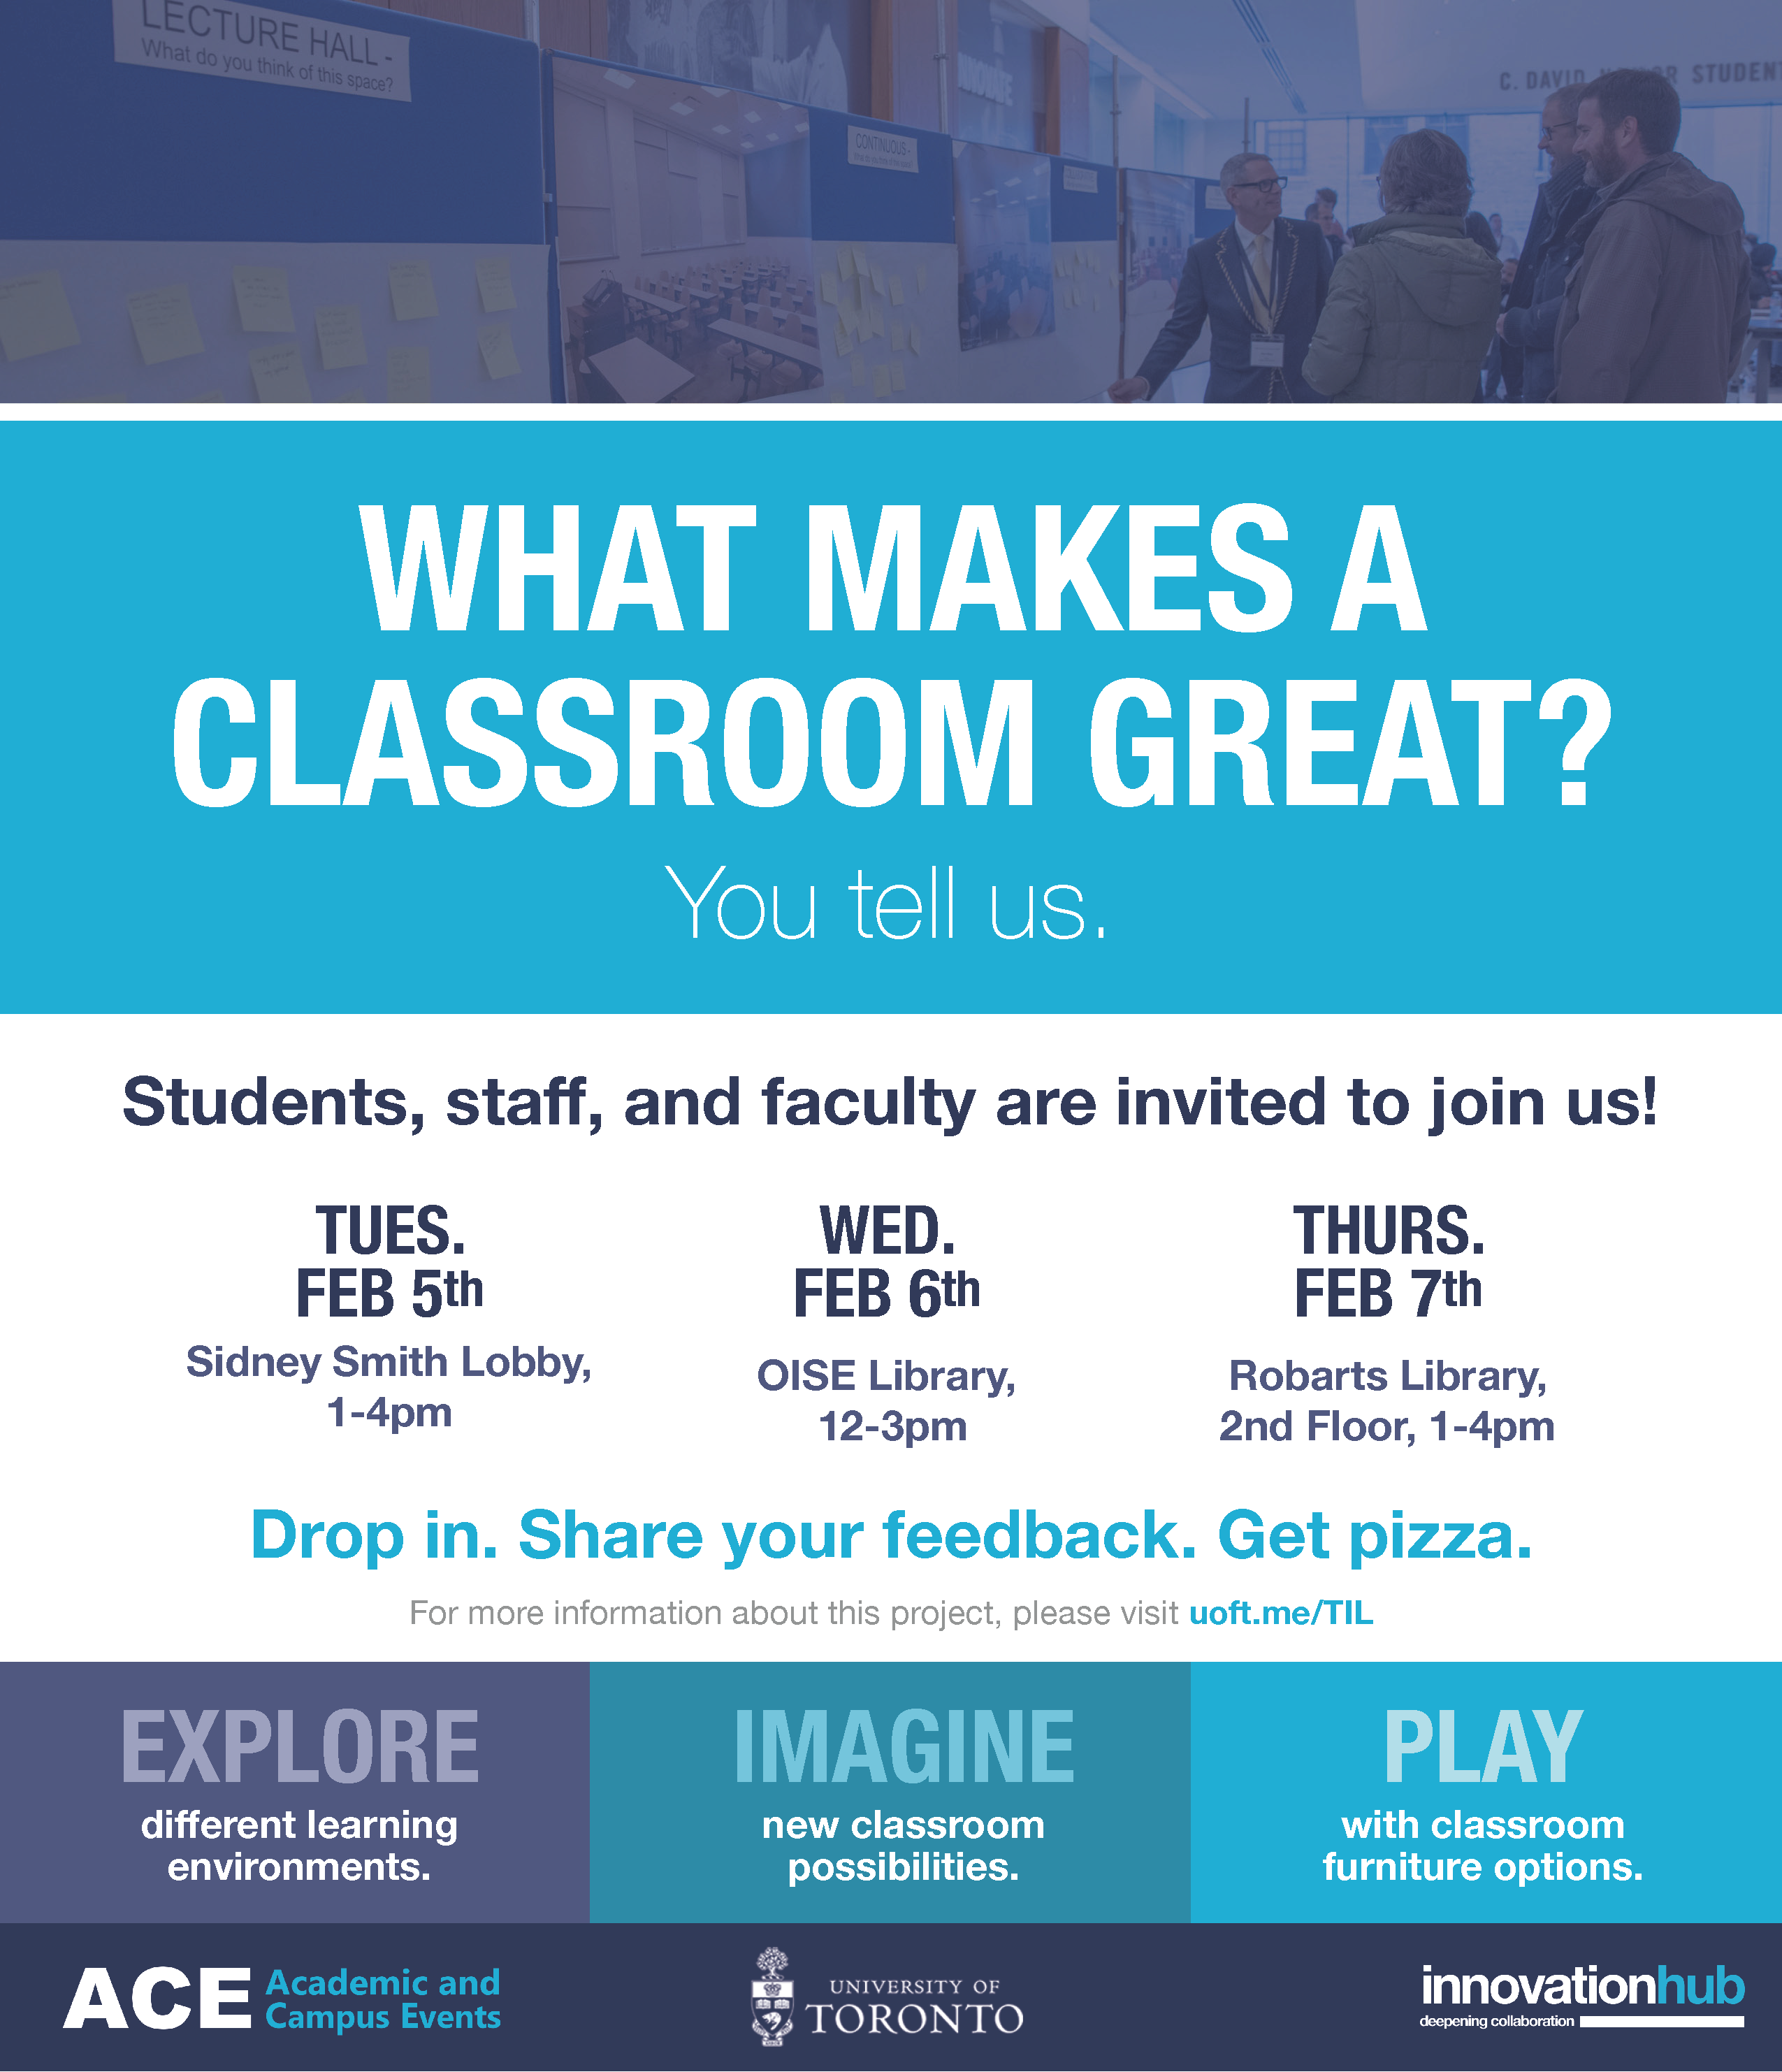 LECTURE HALL -
What do you think of this space?
CONTINUOUS -
C. DAVID STUDENT
WHAT MAKES A
CLASSROOM GREAT?
You tell us.
Students, staff, and faculty are invited to join us!
TUES.
FEB 5th
Sidney Smith Lobby,
1-4pm
WED.
FEB 6th
OISE Library,
12-3pm
THURS.
FEB 7th
Robarts Library,
2nd Floor, 1-4pm
Drop in. Share your feedback. Get pizza.
For more information about this project, please visit uoft.me/TIL
EXPLORE
different learning
environments.
IMAGINE
new classroom
possibilities.
PLAY
with classroom
furniture options.
ACE Academic and
Campus Events
UNIVERSITY OF
TORONTO
innovationhub
deepening collaboration